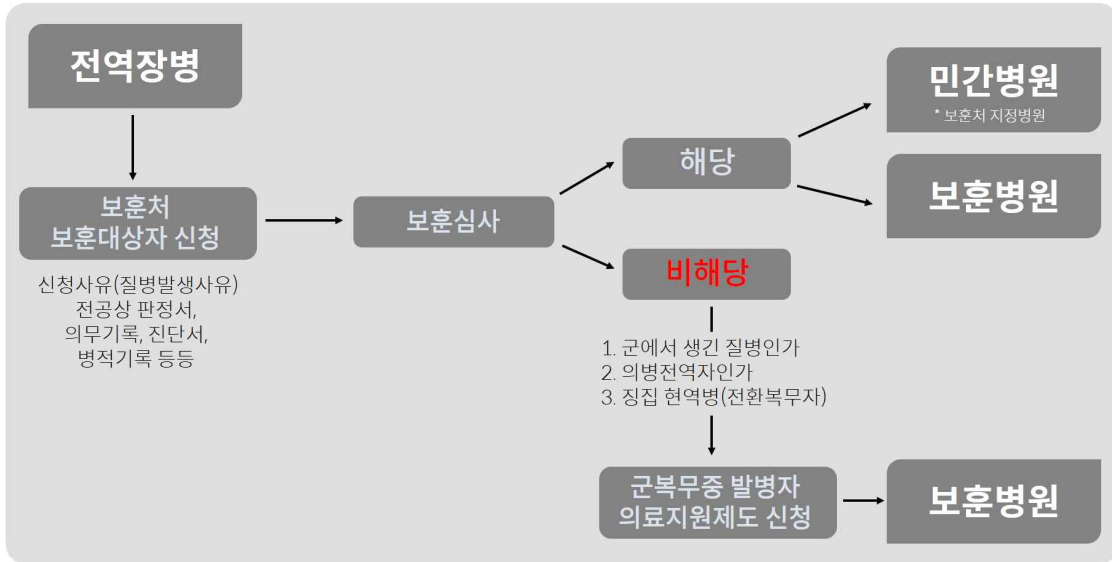 전역장병
보훈처
보훈대상자 신청
신청사유(질병발생사유)
전공상 판정서,
의무기록, 진단서,
병적기록 등등
보훈심사
해당
비해당
1. 군에서 생긴 질병인가
2. 의병전역자인가
3. 징집 현역병(전환복무자)
군복무중 발병자
의료지원제도 신청
민간병원
* 보훈처 지정병원
보훈병원
보훈병원